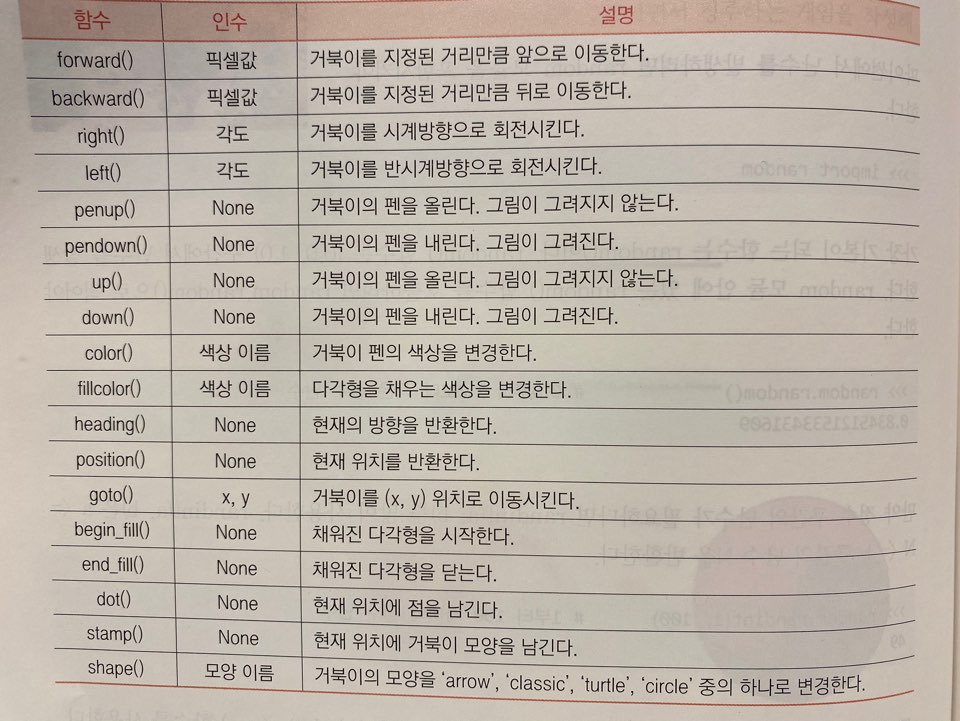 함수 인수 설명
forward() 픽셀값 거북이를 지정된 거리만큼 앞으로 이동한다.
backward() 픽셀값 거북이를 지정된 거리만큼 뒤로 이동한다.
right() 각도 거북이를 시계방향으로 회전시킨다.
left() 각도 거북이를 반시계방향으로 회전시킨다.
penup() None 거북이의 펜을 올린다. 그림이 그려지지 않는다.
pendown() None 거북이의 펜을 내린다. 그림이 그려진다.
up() None 거북이의 펜을 올린다. 그림이 그려지지 않는다.
down() None 거북이의 펜을 내린다. 그림이 그려진다.
color() 색상 이름 거북이 펜의 색상을 변경한다.
fillcolor() 색상 이름 다각형을 채우는 색상을 변경한다.
heading() None 현재의 방향을 반환한다.
position() None 현재 위치를 반환한다.
goto() x, y 거북이를 (x, y) 위치로 이동시킨다.
begin_fill() None 채워진 다각형을 시작한다.
end_fill() None 채워진 다각형을 닫는다.
dot() None 현재 위치에 점을 남긴다.
stamp() None 현재 위치에 거북이 모양을 남긴다.
shape() 모양 이름 거북이의 모양을 ‘arrow’, ‘classic’, ‘turtle’, ‘circle’ 중의 하나로 변경한다.